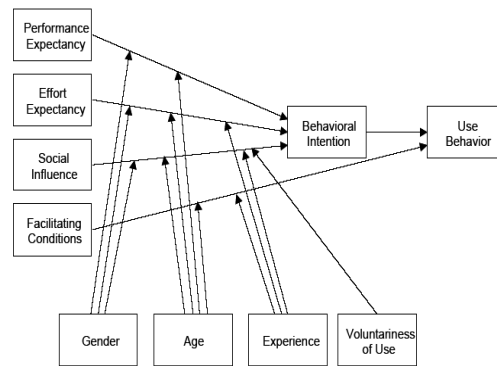 Performance
Expectancy
Effort
Expectancy
Social
Influence
Facilitating
Conditions
Behavioral
Intention
Use
Behavior
Gender
Age
Experience
Voluntariness
of Use